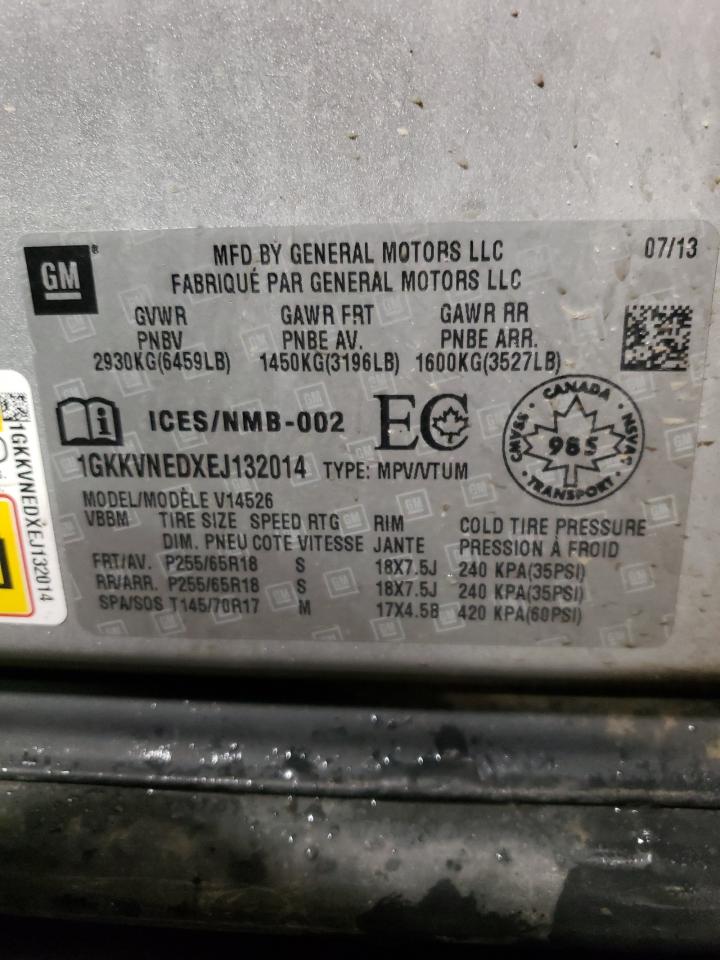 GM
MFD BY GENERAL MOTORS LLC 07/13
FABRIQUÉ PAR GENERAL MOTORS LLC
GVWR GAWR FRT GAWR RR
PNBV PNBE AV. PNBE ARR.
2930KG(6459LB) 1450KG(3196LB) 1600KG(3527LB)
i ICES/NMB-002 EC
CANADA
CMVSS 985 NSVAC
TRANSPORT
1GKKVNEDXEJ132014 TYPE: MPV/VTUM
MODEL/MODÈLE V14526
VBBM TIRE SIZE SPEED RTG RIM COLD TIRE PRESSURE
DIM. PNEU COTE VITESSE JANTE PRESSION À FROID
FRT/AV. P255/65R18 S 18X7.5J 240 KPA(35PSI)
RR/ARR. P255/65R18 S 18X7.5J 240 KPA(35PSI)
SPA/SOS T145/70R17 M 17X4.5B 420 KPA(60PSI)
1GKKVNEDXEJ132014